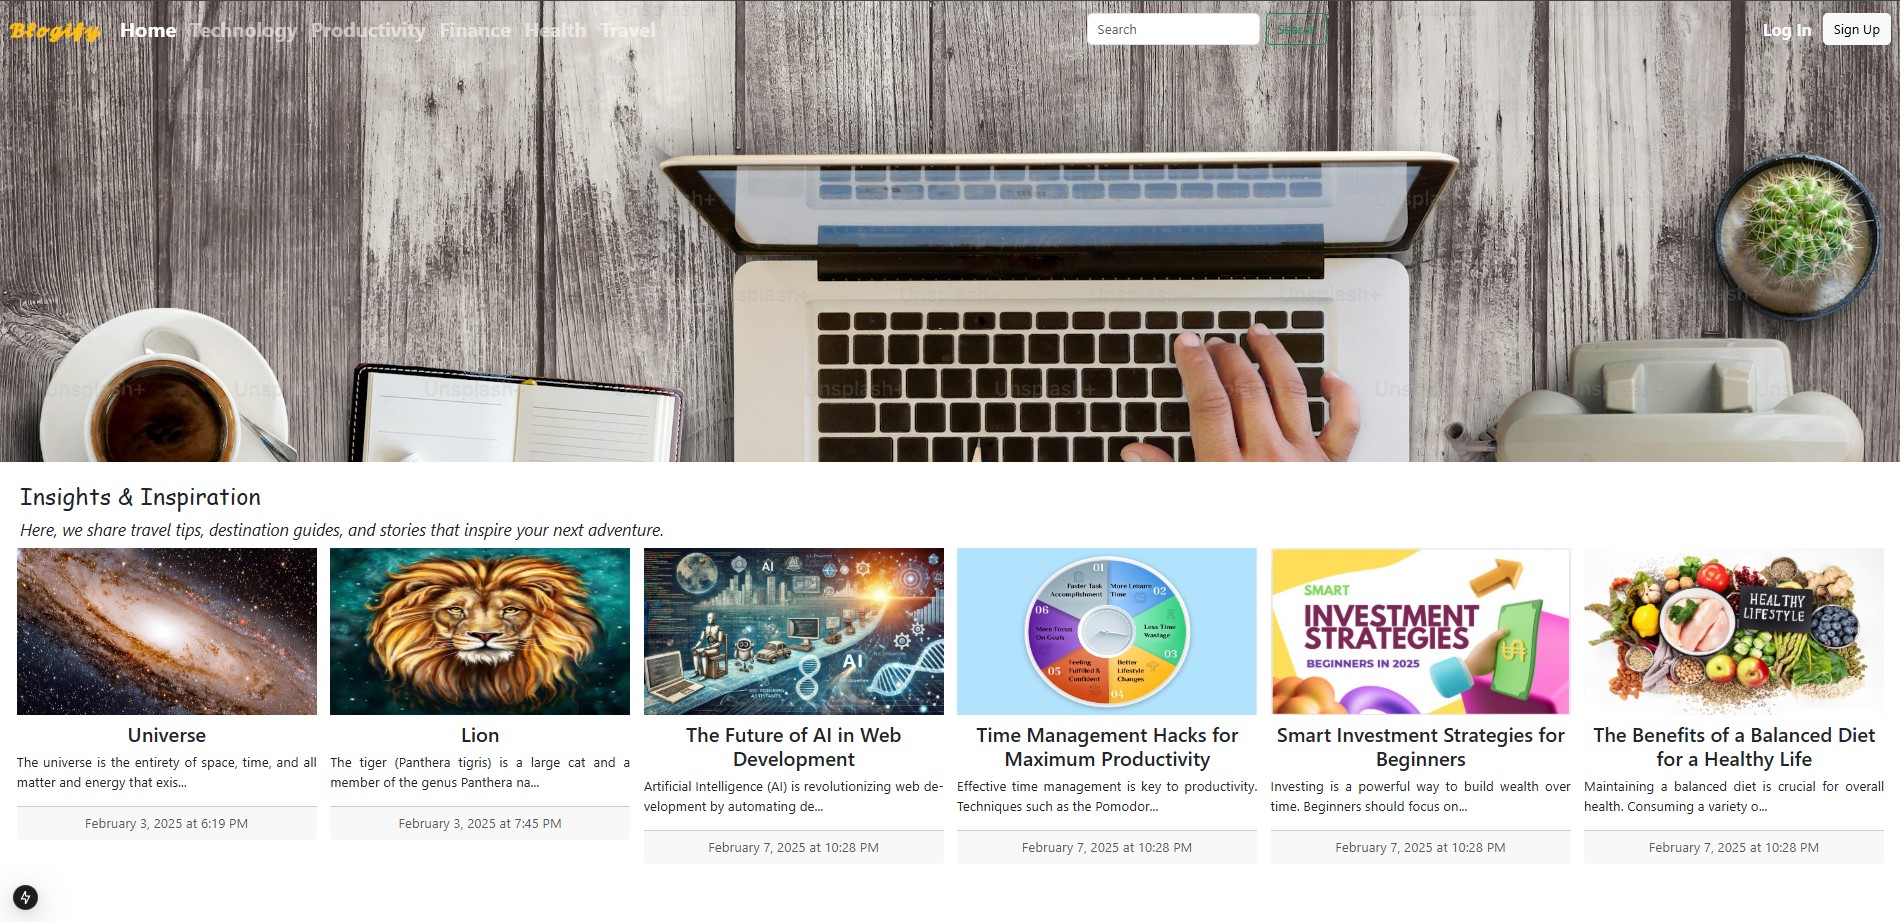 Blogify Home Technology Productivity Finance Health Travel Search Search Log In Sign Up
Unsplash+
Insights & Inspiration
Here, we share travel tips, destination guides, and stories that inspire your next adventure.
AI
AI
01
Faster Task
Accomplishment
More Leisure
Time
02
06
More Focus
On Goals
Less Time
Wastage
03
05
Feeling
Fulfilled &
Confident
Better
Lifestyle
Changes
04
SMART
INVESTMENT
STRATEGIES
BEGINNERS IN 2025
HEALTHY
LIFESTYLE
Universe
The universe is the entirety of space, time, and all
matter and energy that exis...
February 3, 2025 at 6:19 PM
Lion
The tiger (Panthera tigris) is a large cat and a
member of the genus Panthera na...
February 3, 2025 at 7:45 PM
The Future of AI in Web
Development
Artificial Intelligence (AI) is revolutionizing web de-
velopment by automating de...
February 7, 2025 at 10:28 PM
Time Management Hacks for
Maximum Productivity
Effective time management is key to productivity.
Techniques such as the Pomodor...
February 7, 2025 at 10:28 PM
Smart Investment Strategies for
Beginners
Investing is a powerful way to build wealth over
time. Beginners should focus on...
February 7, 2025 at 10:28 PM
The Benefits of a Balanced Diet
for a Healthy Life
Maintaining a balanced diet is crucial for overall
health. Consuming a variety o...
February 7, 2025 at 10:28 PM